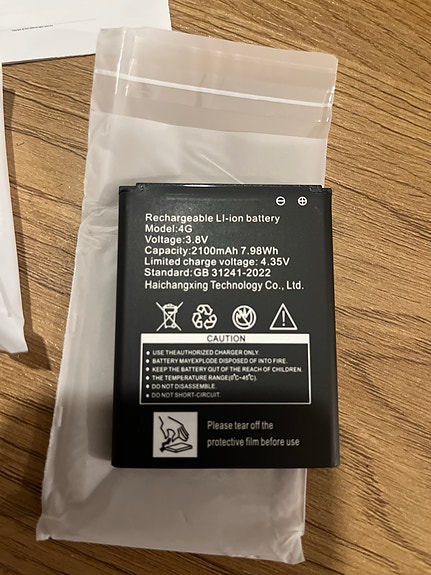 Rechargeable LI-ion battery
Model:4G
Voltage:3.8V
Capacity:2100mAh 7.98Wh
Limited charge voltage: 4.35V
Standard:GB 31241-2022
Haichangxing Technology Co., Ltd.
CAUTION
● USE THEAUTHORIZED CHARGER ONLY.
● BATTERY MAYEXPLODE DISPOSED OF INTO FIRE.
● KEEP THE BATTERY OUT OF THE REACH OF CHILDREN.
● THE TEMPERATURE RANGE(0℃-45℃)
● DO NOT DISASSEMBLE.
● DO NOT SHORT-CIRCUIT.
Please tear off the
protective film before use